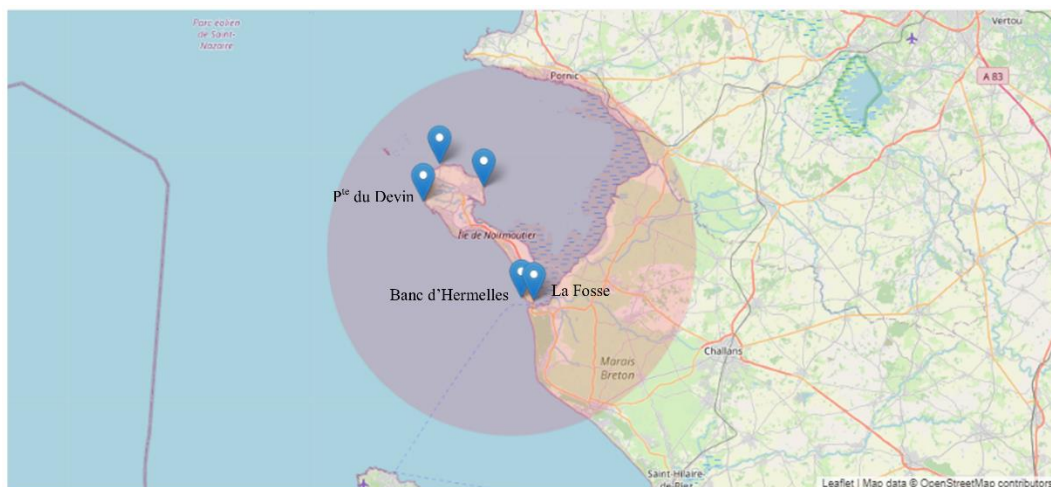 Parc éolien
de Saint-
Nazaire
Vertou
Pornic
A 83
Pte du Devin
Île de Noirmoutier
Banc d'Hermelles
La Fosse
Challans
Marais
Breton
Saint-Hilaire-
de-Riez
Leaflet | Map data © OpenStreetMap contributors